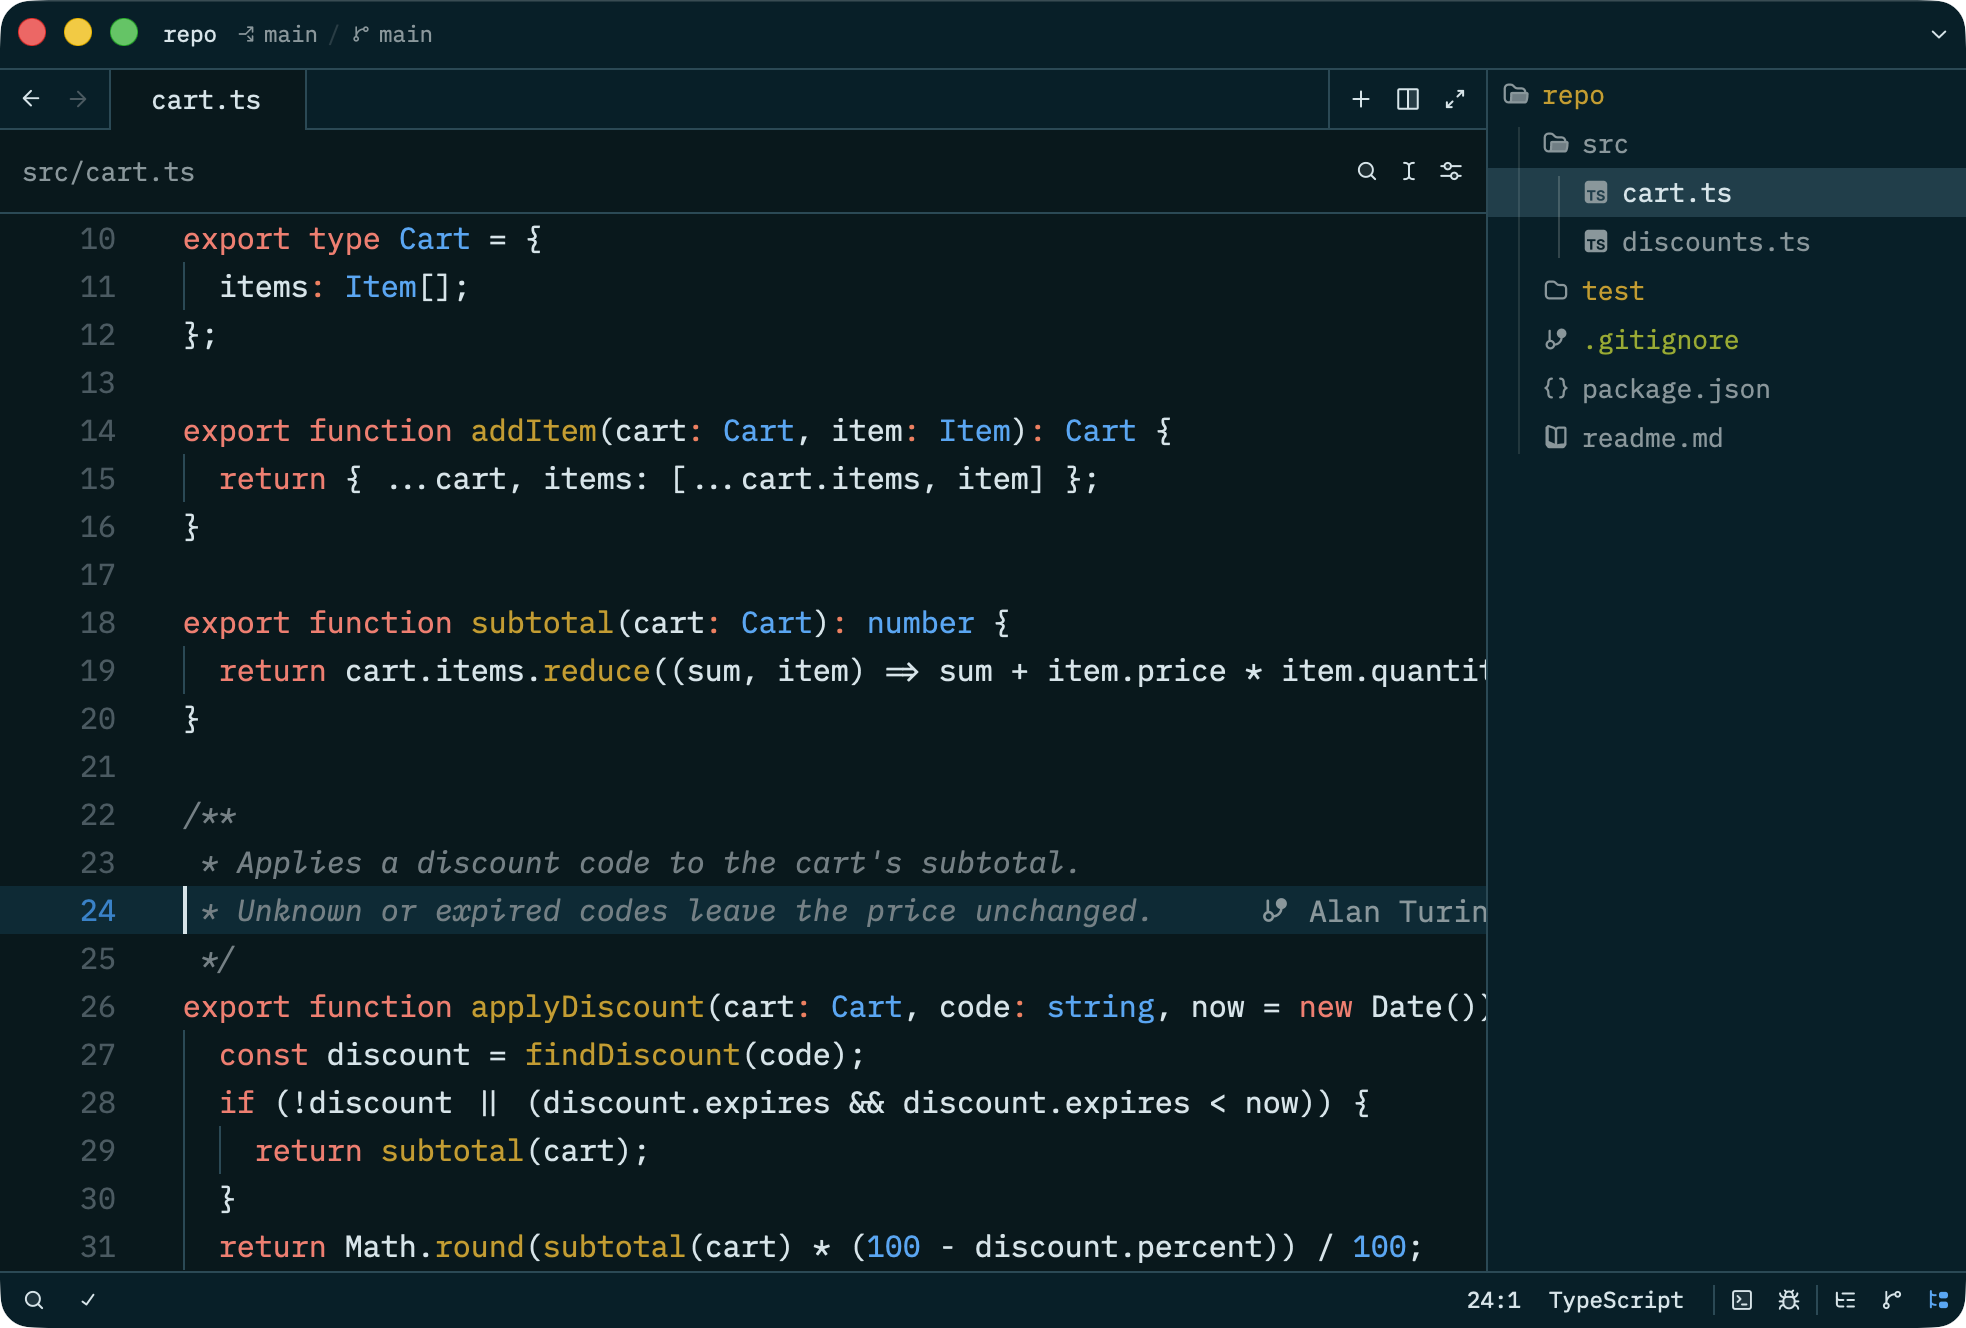 repo main / main
cart.ts
src/cart.ts
10 export type Cart = {
11   items: Item[];
12 };
13
14 export function addItem(cart: Cart, item: Item): Cart {
15   return { ...cart, items: [...cart.items, item] };
16 }
17
18 export function subtotal(cart: Cart): number {
19   return cart.items.reduce((sum, item) => sum + item.price * item.quantit
20 }
21
22 /**
23  * Applies a discount code to the cart's subtotal.
24  * Unknown or expired codes leave the price unchanged. Alan Turin
25  */
26 export function applyDiscount(cart: Cart, code: string, now = new Date())
27   const discount = findDiscount(code);
28   if (!discount || (discount.expires && discount.expires < now)) {
29     return subtotal(cart);
30   }
31   return Math.round(subtotal(cart) * (100 - discount.percent)) / 100;
repo
src
TS cart.ts
TS discounts.ts
test
.gitignore
{} package.json
readme.md
24:1 TypeScript